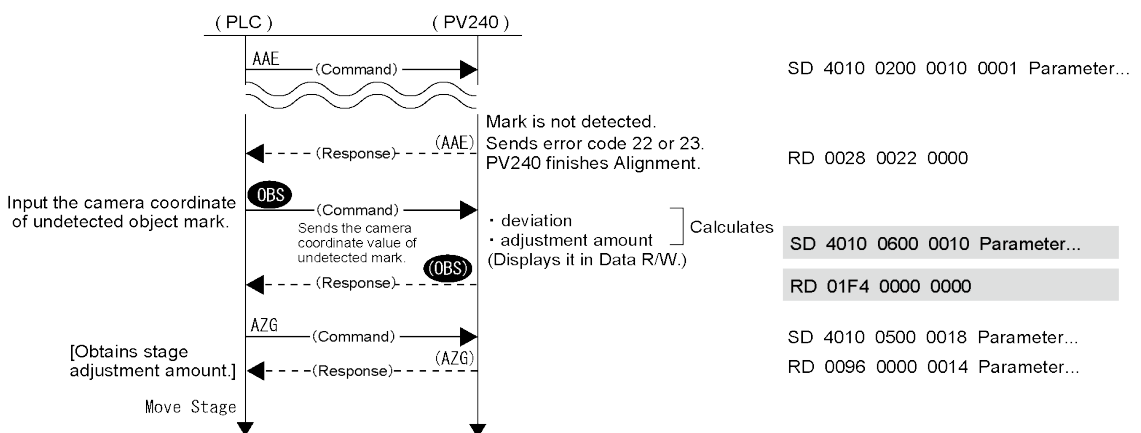 (PLC) (PV240)
AAE
(Command)
SD 4010 0200 0010 0001 Parameter...
Mark is not detected.
(AAE)
Sends error code 22 or 23.
(Response)
PV240 finishes Alignment.
RD 0028 0022 0000
Input the camera coordinate
of undetected object mark.
OBS
(Command)
Sends the camera
coordinate value of
undetected mark.
・deviation
・adjustment amount
Calculates
(Displays it in Data R/W.)
SD 4010 0600 0010 Parameter...
(OBS)
(Response)
RD 01F4 0000 0000
AZG
(Command)
SD 4010 0500 0018 Parameter...
[Obtains stage
adjustment amount.]
(AZG)
(Response)
RD 0096 0000 0014 Parameter...
Move Stage